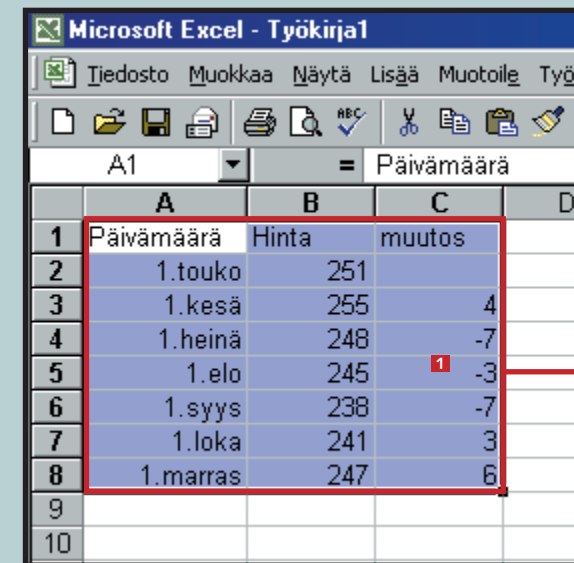 Microsoft Excel - Työkirja1
Tiedosto Muokkaa Näytä Lisää Muotoile
ABC
A1 = Päivämäärä
A B C D
1 Päivämäärä Hinta muutos
2 1.touko 251
3 1.kesä 255 4
4 1.heinä 248 -7
5 1.elo 245 1 -3
6 1.syys 238 -7
7 1.loka 241 3
8 1.marras 247 6
9
10